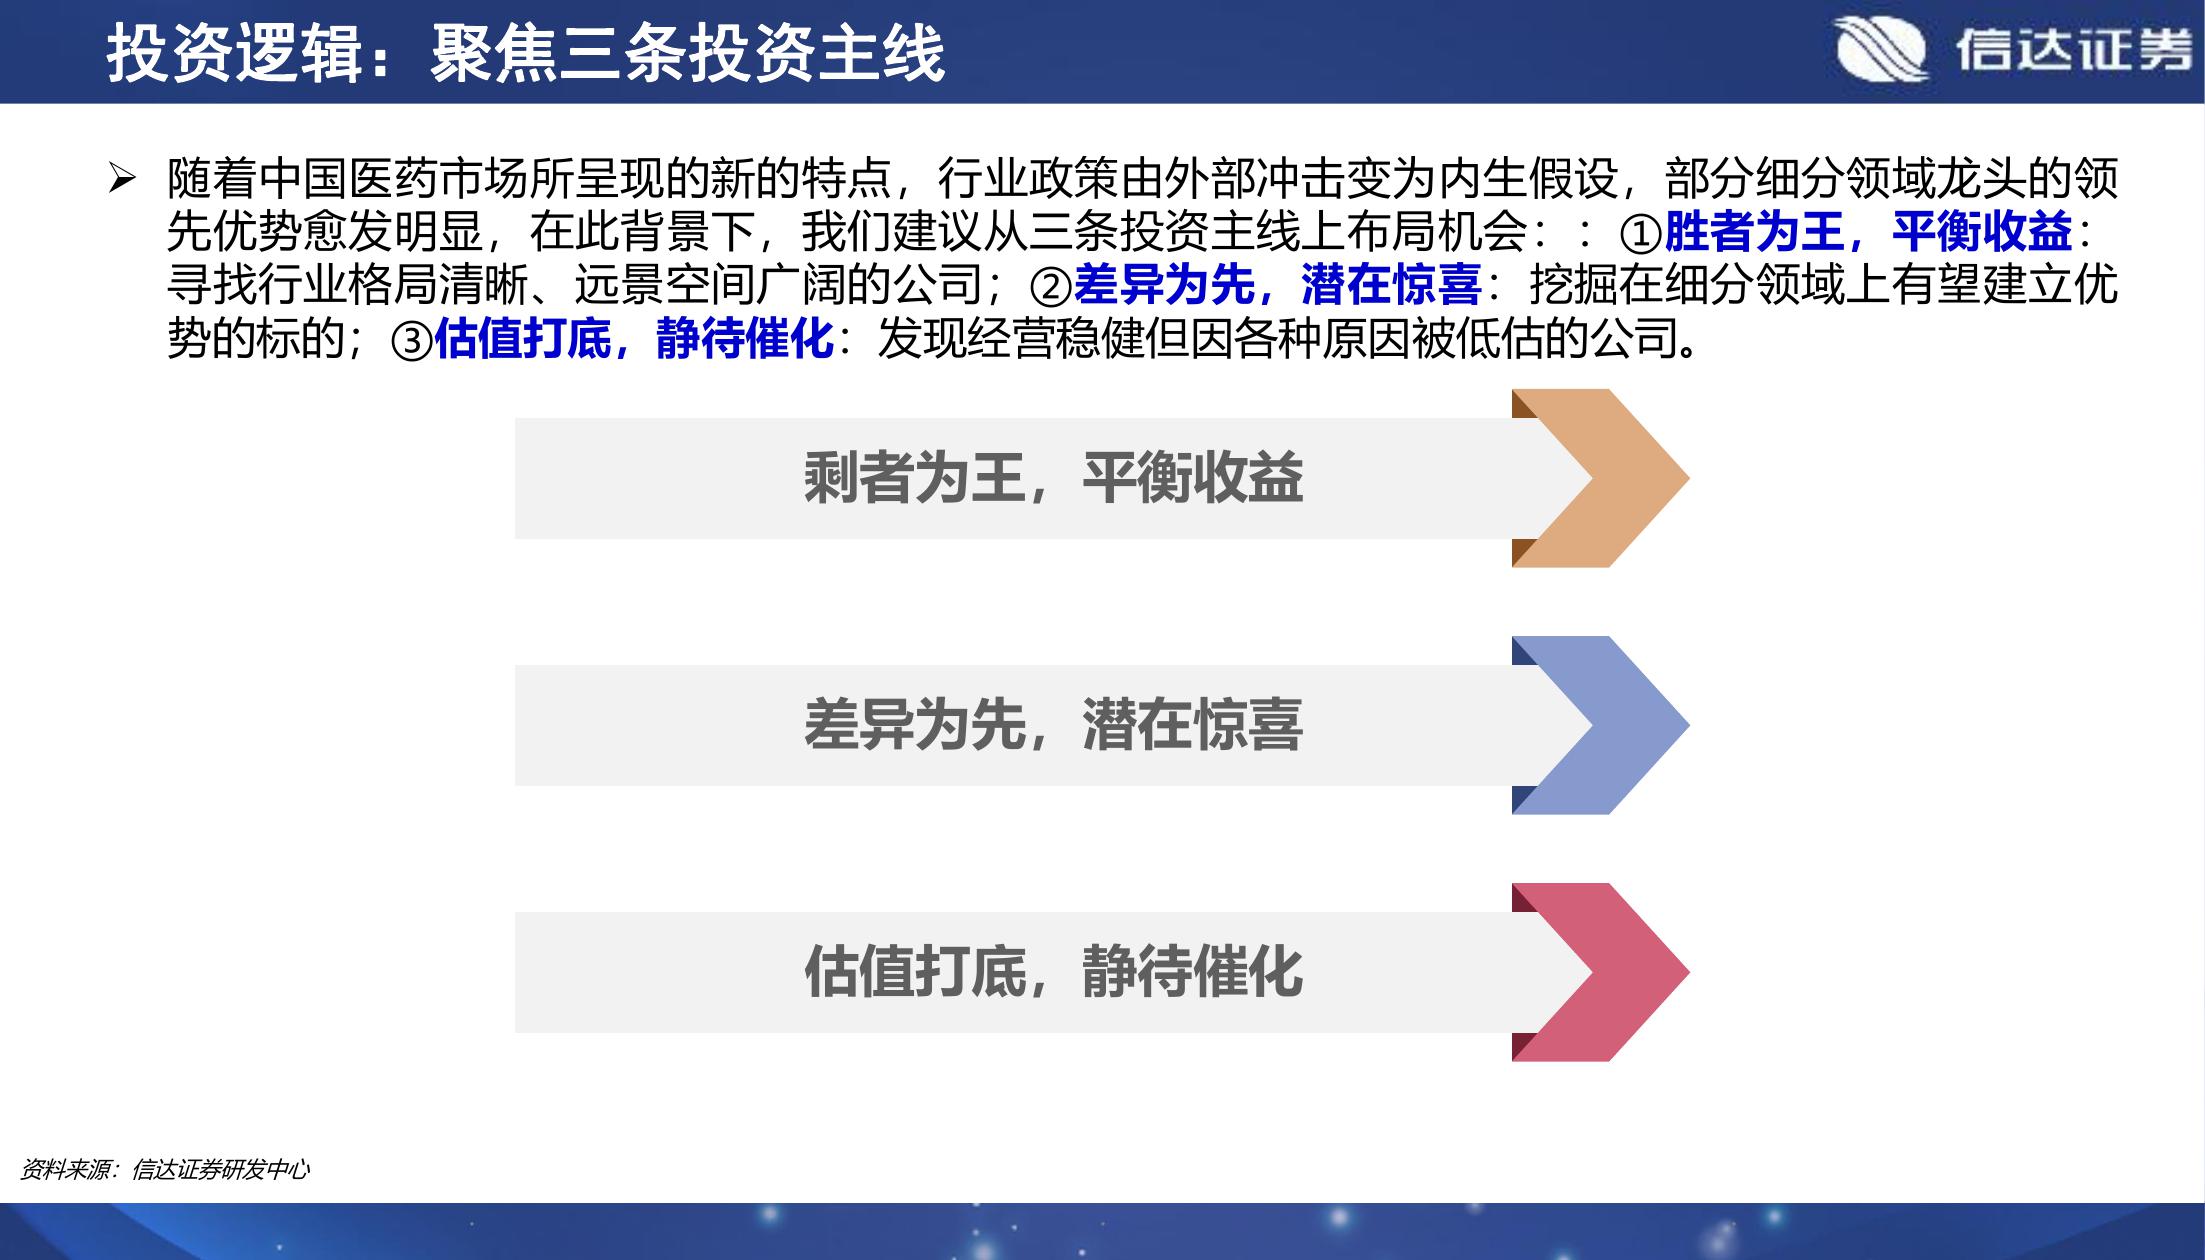 投资逻辑：聚焦三条投资主线
信达证券
➢ 随着中国医药市场所呈现的新的特点，行业政策由外部冲击变为内生假设，部分细分领域龙头的领
先优势愈发明显，在此背景下，我们建议从三条投资主线上布局机会：：①胜者为王，平衡收益：
寻找行业格局清晰、远景空间广阔的公司；②差异为先，潜在惊喜：挖掘在细分领域上有望建立优
势的标的；③估值打底，静待催化：发现经营稳健但因各种原因被低估的公司。
剩者为王，平衡收益
差异为先，潜在惊喜
估值打底，静待催化
资料来源：信达证券研发中心